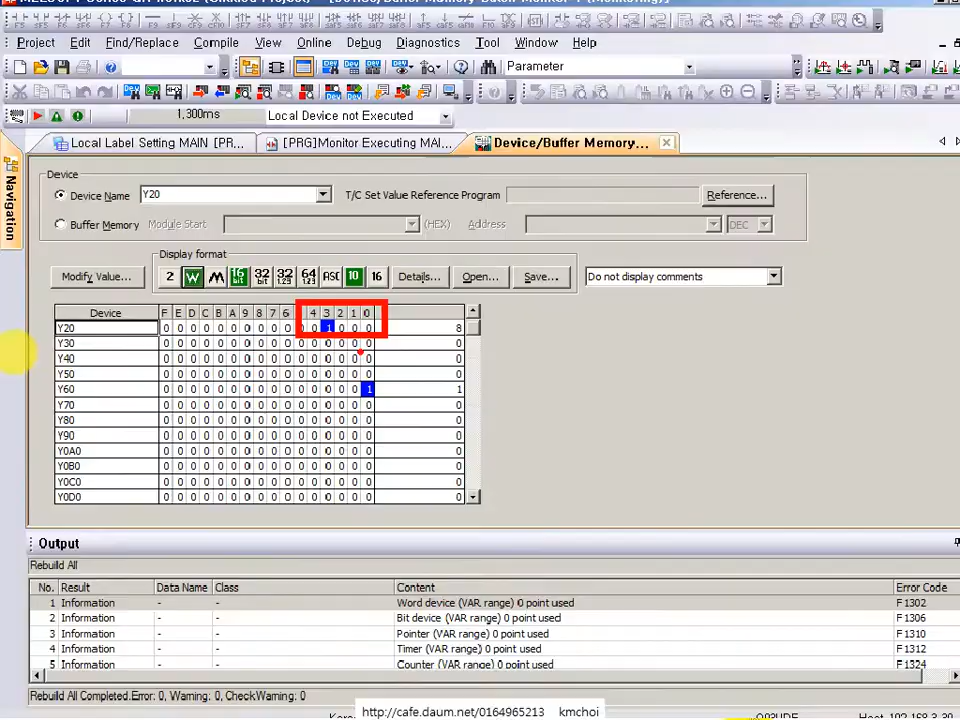 Project Edit Find/Replace Compile View Online Debug Diagnostics Tool Window Help
Parameter
1,300ms Local Device not Executed
Local Label Setting MAIN [PR... [PRG]Monitor Executing MAI... Device/Buffer Memory...
Navigation
Device
Device Name Y20 T/C Set Value Reference Program Reference...
Buffer Memory Module Start (HEX) Address DEC
Display format
Modify Value... 2 W M 16 bit 32 bit 32 1.23 64 1.23 ASC 10 16 Details... Open... Save... Do not display comments
Device F E D C B A 9 8 7 6 4 3 2 1 0
Y20 0 0 0 0 0 0 0 0 0 0 0 0 1 0 0 0 8
Y30 0 0 0 0 0 0 0 0 0 0 0 0 0 0 0 0 0
Y40 0 0 0 0 0 0 0 0 0 0 0 0 0 0 0 0 0
Y50 0 0 0 0 0 0 0 0 0 0 0 0 0 0 0 0 0
Y60 0 0 0 0 0 0 0 0 0 0 0 0 0 0 0 1 1
Y70 0 0 0 0 0 0 0 0 0 0 0 0 0 0 0 0 0
Y80 0 0 0 0 0 0 0 0 0 0 0 0 0 0 0 0 0
Y90 0 0 0 0 0 0 0 0 0 0 0 0 0 0 0 0 0
Y0A0 0 0 0 0 0 0 0 0 0 0 0 0 0 0 0 0 0
Y0B0 0 0 0 0 0 0 0 0 0 0 0 0 0 0 0 0 0
Y0C0 0 0 0 0 0 0 0 0 0 0 0 0 0 0 0 0 0
Y0D0 0 0 0 0 0 0 0 0 0 0 0 0 0 0 0 0 0
Output
Rebuild All
No. Result Data Name Class Content Error Code
1 Information - - Word device (VAR range) 0 point used F1302
2 Information - - Bit device (VAR range) 0 point used F1306
3 Information - - Pointer (VAR range) 0 point used F1310
4 Information - - Timer (VAR range) 0 point used F1312
5 Information - - Counter (VAR range) 0 point used F1324
Rebuild All Completed.Error: 0, Warning: 0, CheckWarning: 0
http://cafe.daum.net/0164965213 kmchoi